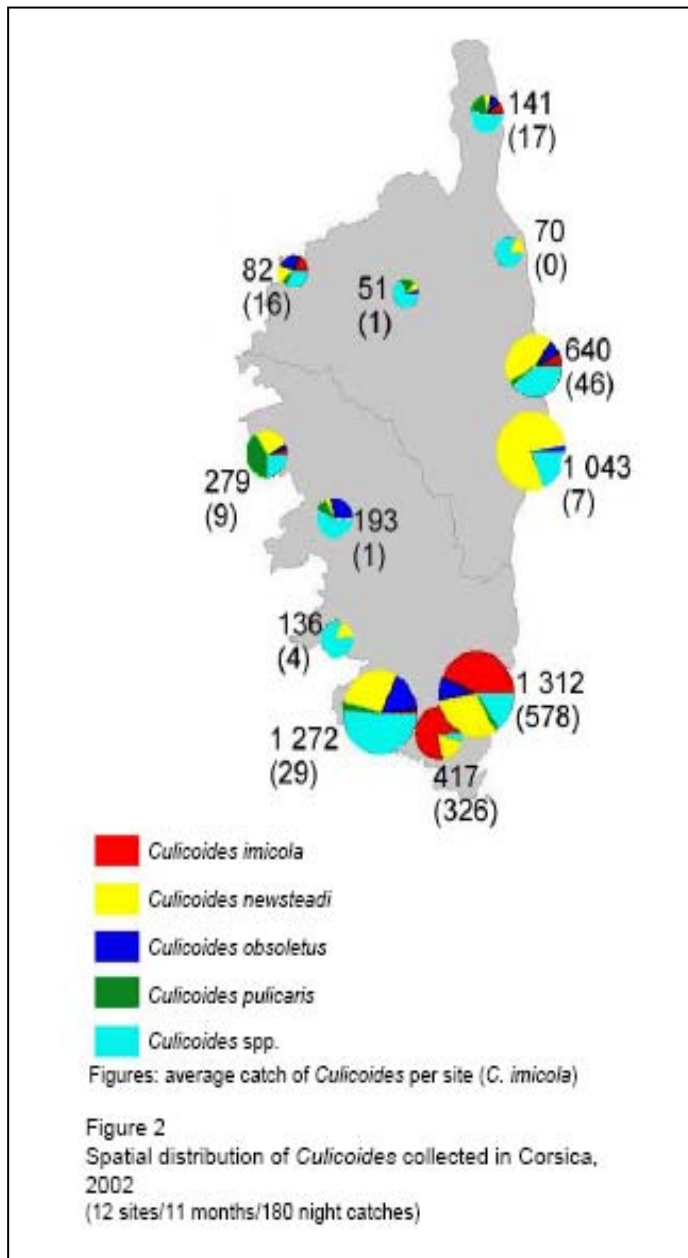 141
(17)
70
(0)
82
(16)
51
(1)
640
(46)
1 043
(7)
279
(9)
193
(1)
136
(4)
1 312
(578)
1 272
(29)
417
(326)
Culicoides imicola
Culicoides newsteadi
Culicoides obsoletus
Culicoides pulicaris
Culicoides spp.
Figures: average catch of Culicoides per site (C. imicola)
Figure 2
Spatial distribution of Culicoides collected in Corsica,
2002
(12 sites/11 months/180 night catches)